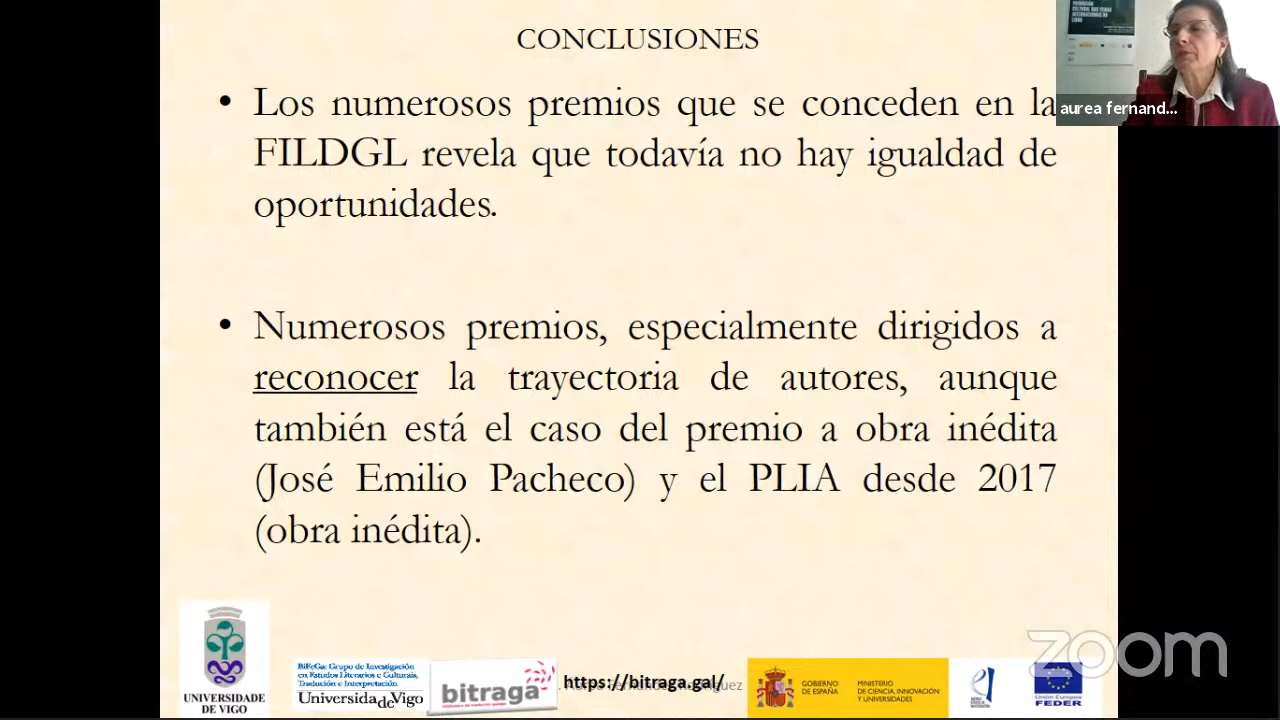 CONCLUSIONES
• Los numerosos premios que se conceden en la
FILDGL revela que todavía no hay igualdad de
oportunidades.
• Numerosos premios, especialmente dirigidos a
reconocer la trayectoria de autores, aunque
también está el caso del premio a obra inédita
(José Emilio Pacheco) y el PLIA desde 2017
(obra inédita).
aurea fernand...
UNIVERSIDADE
DE VIGO
BiFeGa: Grupo de Investigación
en Estudos Literarios e Culturais,
Tradución e Interpretación
UniversidadeVigo
bitraga
https://bitraga.gal/
GOBIERNO
DE ESPAÑA
MINISTERIO
DE CIENCIA, INNOVACIÓN
Y UNIVERSIDADES
Unión Europea
FEDER
zoom